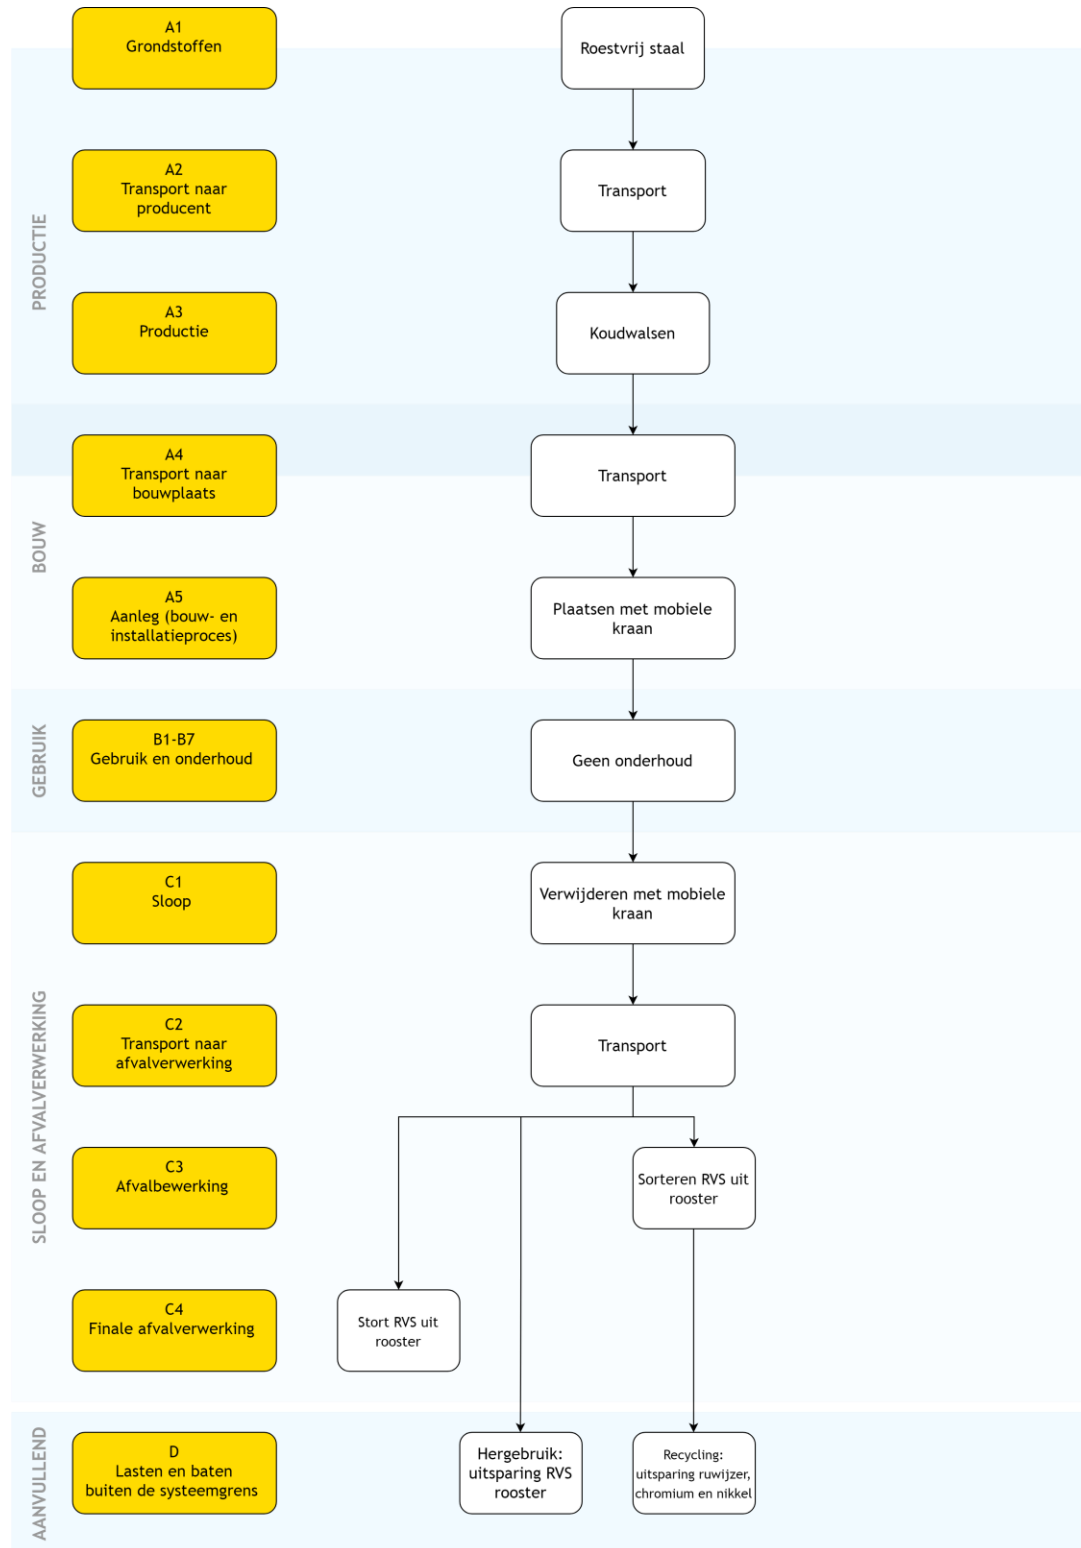 A1
Grondstoffen
Roestvrij staal
PRODUCTIE
A2
Transport naar
producent
Transport
A3
Productie
Koudwalsen
BOUW
A4
Transport naar
bouwplaats
Transport
A5
Aanleg (bouw- en
installatieproces)
Plaatsen met mobiele
kraan
GEBRUIK
B1-B7
Gebruik en onderhoud
Geen onderhoud
SLOOP EN AFVALVERWERKING
C1
Sloop
Verwijderen met mobiele
kraan
C2
Transport naar
afvalverwerking
Transport
C3
Afvalbewerking
Sorteren RVS uit
rooster
C4
Finale afvalverwerking
Stort RVS uit
rooster
AANVULLEND
D
Lasten en baten
buiten de systeemgrens
Hergebruik:
uitsparing RVS
rooster
Recycling:
uitsparing ruwijzer,
chromium en nikkel